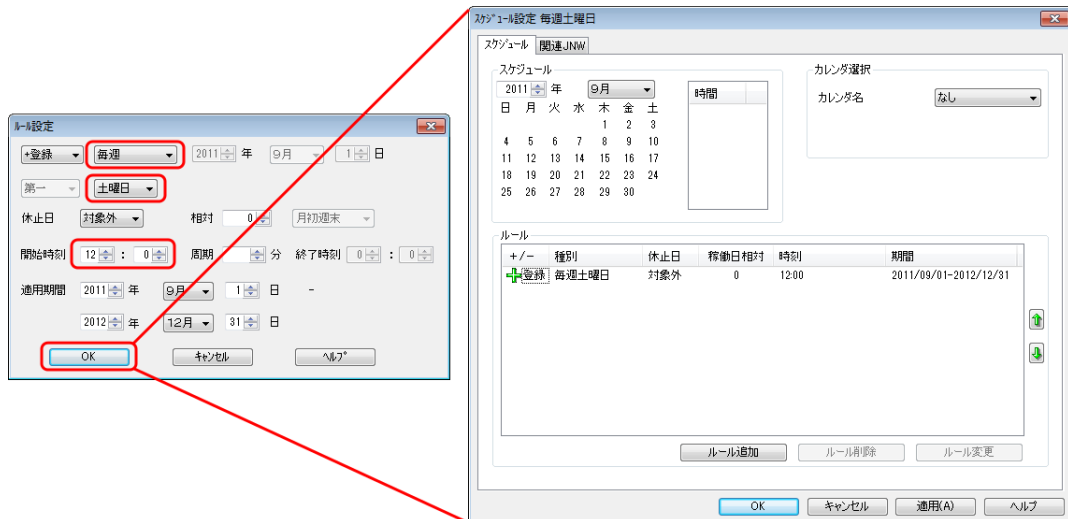 ルール設定
+登録 毎週 2011 年 9月 1 日
第一 土曜日
休止日 対象外 相対 0 月初週末
開始時刻 12 : 0 周期 分 終了時刻 0 : 0
適用期間 2011 年 9月 1 日 -
2012 年 12月 31 日
OK キャンセル ヘルプ
スケジュール設定 毎週土曜日
スケジュール 関連JNW
スケジュール
2011 年 9月
日 月 火 水 木 金 土
1 2 3
4 5 6 7 8 9 10
11 12 13 14 15 16 17
18 19 20 21 22 23 24
25 26 27 28 29 30
時間
カレンダ選択
カレンダ名 なし
ルール
+/- 種別 休止日 稼働日相対 時刻 期間
登録 毎週土曜日 対象外 0 12:00 2011/09/01-2012/12/31
ルール追加 ルール削除 ルール変更
OK キャンセル 適用(A) ヘルプ